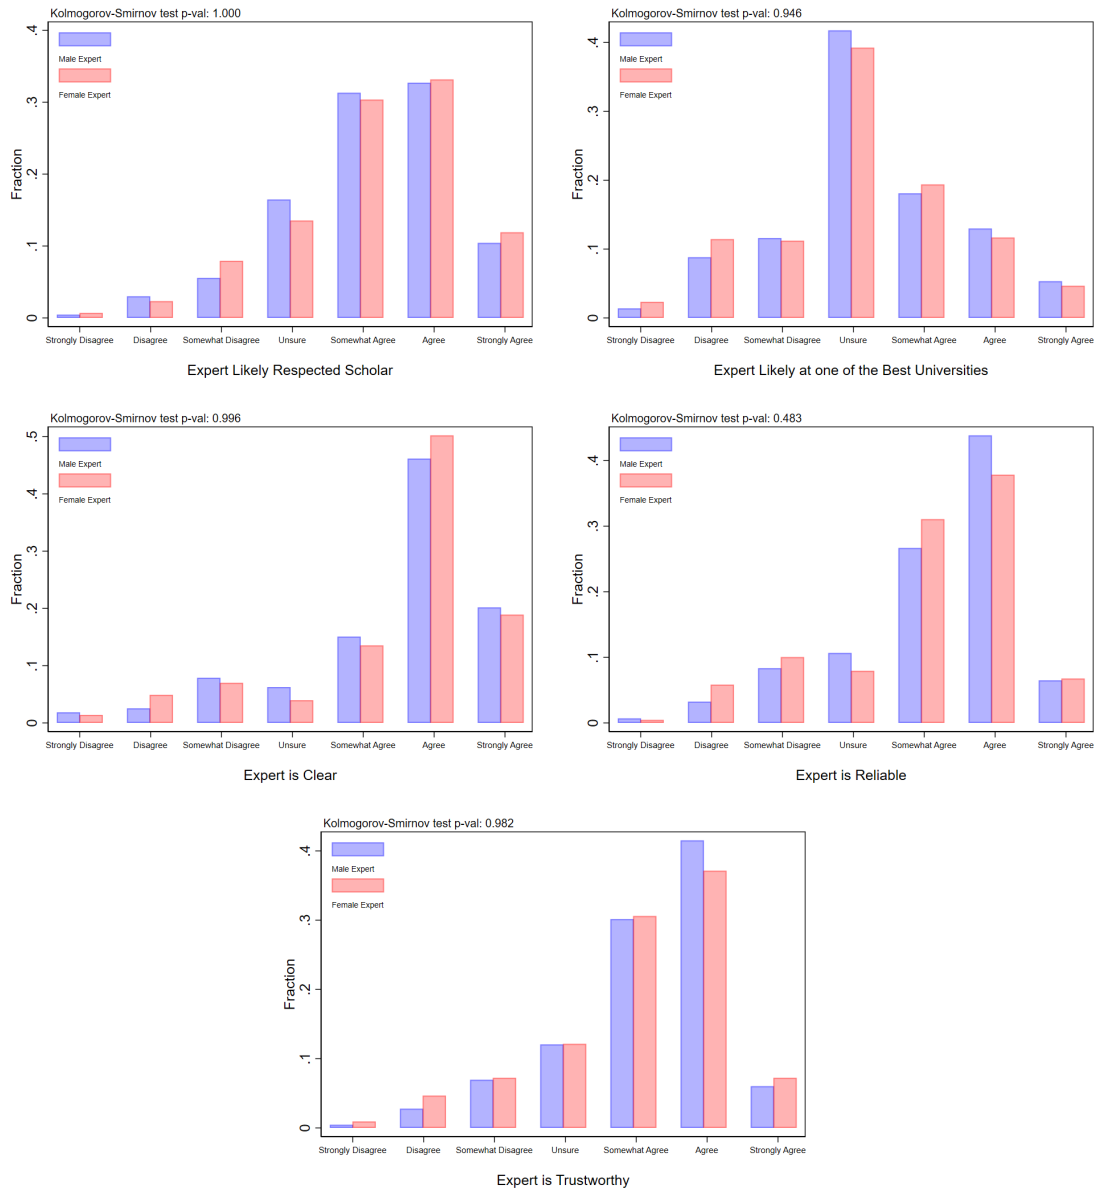 Kolmogorov-Smirnov test p-val: 1.000
.4
.3
.2
.1
0
Fraction
Male Expert
Female Expert
Strongly Disagree Disagree Somewhat Disagree Unsure Somewhat Agree Agree Strongly Agree
Expert Likely Respected Scholar
Kolmogorov-Smirnov test p-val: 0.946
.4
.3
.2
.1
0
Fraction
Male Expert
Female Expert
Strongly Disagree Disagree Somewhat Disagree Unsure Somewhat Agree Agree Strongly Agree
Expert Likely at one of the Best Universities
Kolmogorov-Smirnov test p-val: 0.996
.5
.4
.3
.2
.1
0
Fraction
Male Expert
Female Expert
Strongly Disagree Disagree Somewhat Disagree Unsure Somewhat Agree Agree Strongly Agree
Expert is Clear
Kolmogorov-Smirnov test p-val: 0.483
.4
.3
.2
.1
0
Fraction
Male Expert
Female Expert
Strongly Disagree Disagree Somewhat Disagree Unsure Somewhat Agree Agree Strongly Agree
Expert is Reliable
Kolmogorov-Smirnov test p-val: 0.982
.4
.3
.2
.1
0
Fraction
Male Expert
Female Expert
Strongly Disagree Disagree Somewhat Disagree Unsure Somewhat Agree Agree Strongly Agree
Expert is Trustworthy